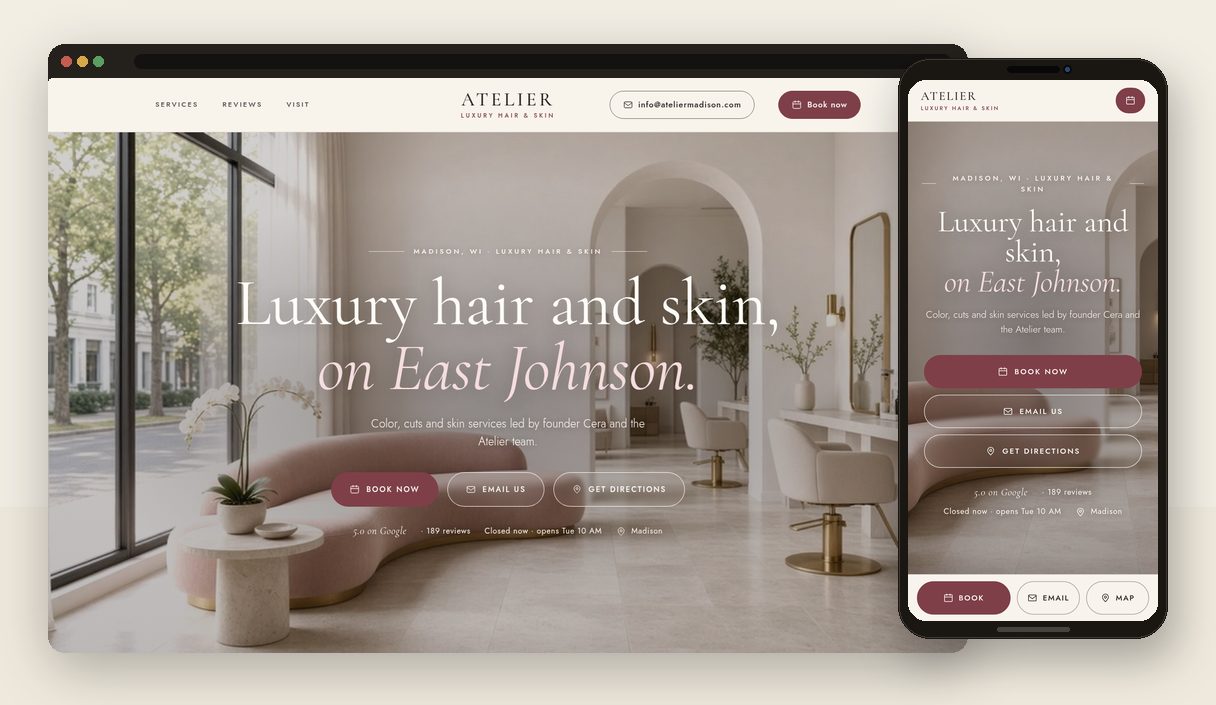 SERVICES REVIEWS VISIT
ATELIER
LUXURY HAIR & SKIN
info@ateliermadison.com
Book now
MADISON, WI · LUXURY HAIR & SKIN
Luxury hair and skin,
on East Johnson.
Color, cuts and skin services led by founder Cera and the
Atelier team.
BOOK NOW
EMAIL US
GET DIRECTIONS
5.0 on Google · 189 reviews Closed now · opens Tue 10 AM Madison
ATELIER
LUXURY HAIR & SKIN
MADISON, WI · LUXURY HAIR &
SKIN
Luxury hair and
skin,
on East Johnson.
Color, cuts and skin services led by founder Cera and
the Atelier team.
BOOK NOW
EMAIL US
GET DIRECTIONS
5.0 on Google · 189 reviews
Closed now · opens Tue 10 AM Madison
BOOK
EMAIL
MAP